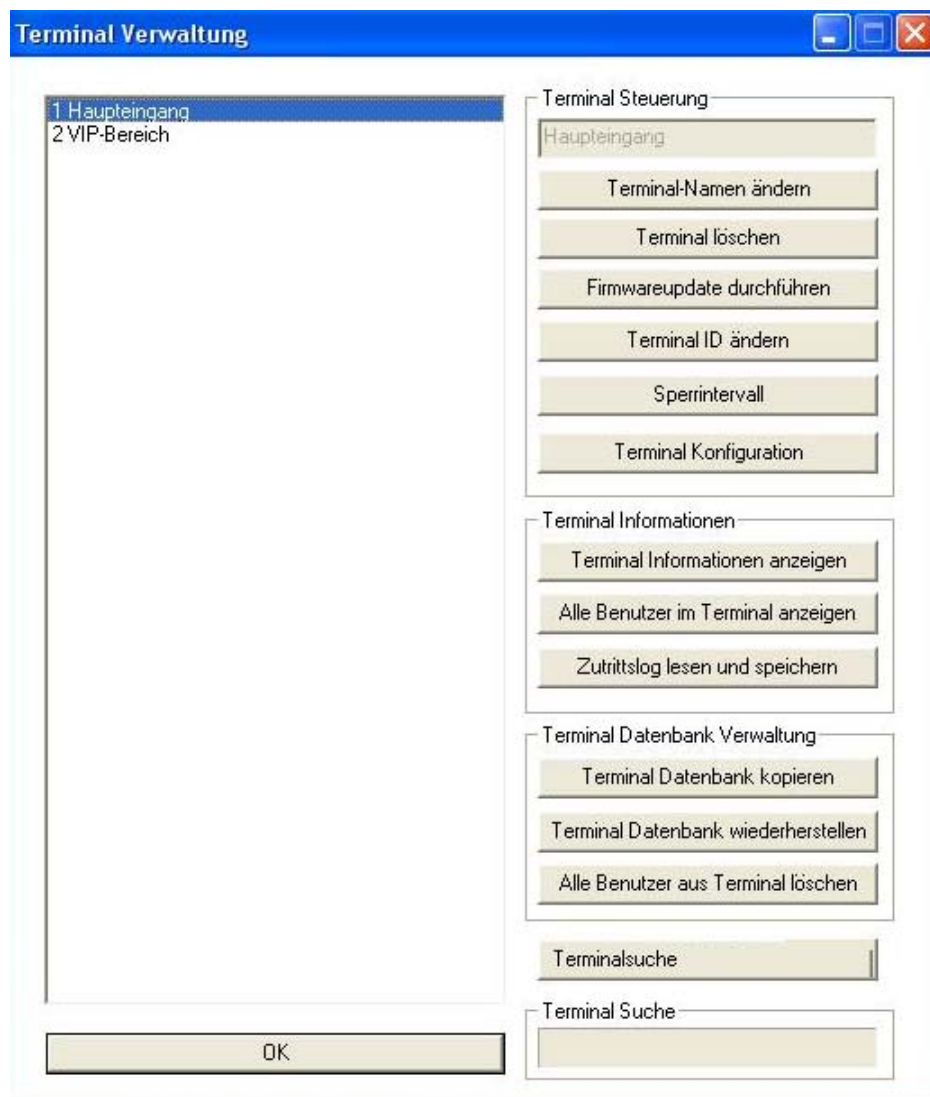 Terminal Verwaltung
1 Haupteingang
2 VIP-Bereich
Terminal Steuerung
Haupteingang
Terminal-Namen ändern
Terminal löschen
Firmwareupdate durchführen
Terminal ID ändern
Sperrintervall
Terminal Konfiguration
Terminal Informationen
Terminal Informationen anzeigen
Alle Benutzer im Terminal anzeigen
Zutrittslog lesen und speichern
Terminal Datenbank Verwaltung
Terminal Datenbank kopieren
Terminal Datenbank wiederherstellen
Alle Benutzer aus Terminal löschen
Terminalsuche
Terminal Suche
OK